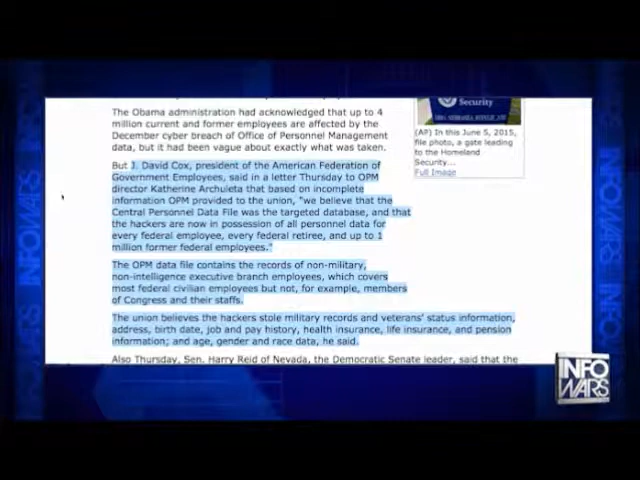 The Obama administration had acknowledged that up to 4
million current and former employees are affected by the
December cyber breach of Office of Personnel Management
data, but it had been vague about exactly what was taken.
But J. David Cox, president of the American Federation of
Government Employees, said in a letter Thursday to OPM
director Katherine Archuleta that based on incomplete
information OPM provided to the union, "we believe that the
Central Personnel Data File was the targeted database, and that
the hackers are now in possession of all personnel data for
every federal employee, every federal retiree, and up to 1
million former federal employees."
The OPM data file contains the records of non-military,
non-intelligence executive branch employees, which covers
most federal civilian employees but not, for example, members
of Congress and their staffs.
The union believes the hackers stole military records and veterans' status information,
address, birth date, job and pay history, health insurance, life insurance, and pension
information; and age, gender and race data, he said.
Also Thursday, Sen. Harry Reid of Nevada, the Democratic Senate leader, said that the
Security
(AP) In this June 5, 2015,
file photo, a gate leading
to the Homeland
Security...
Full Image
INFOWARS
INFOWARS
INFO
WARS